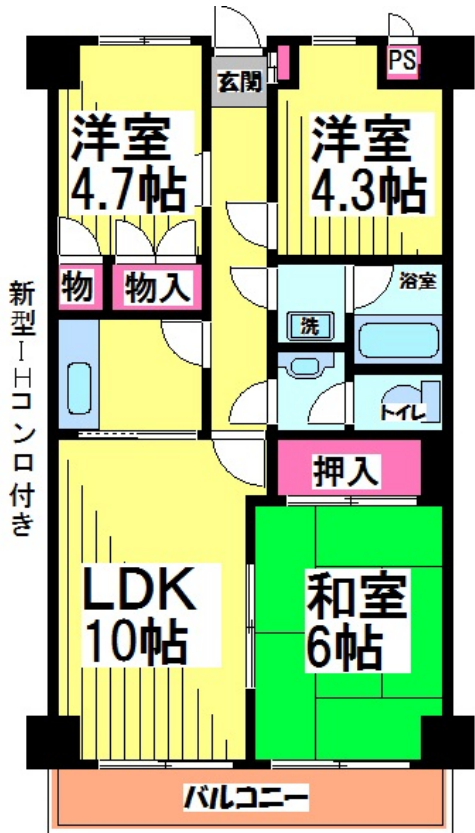 玄関
PS
洋室
4.7帖
洋室
4.3帖
物
物入
浴室
洗
新型IHコンロ付き
トイレ
押入
LDK
10帖
和室
6帖
バルコニー